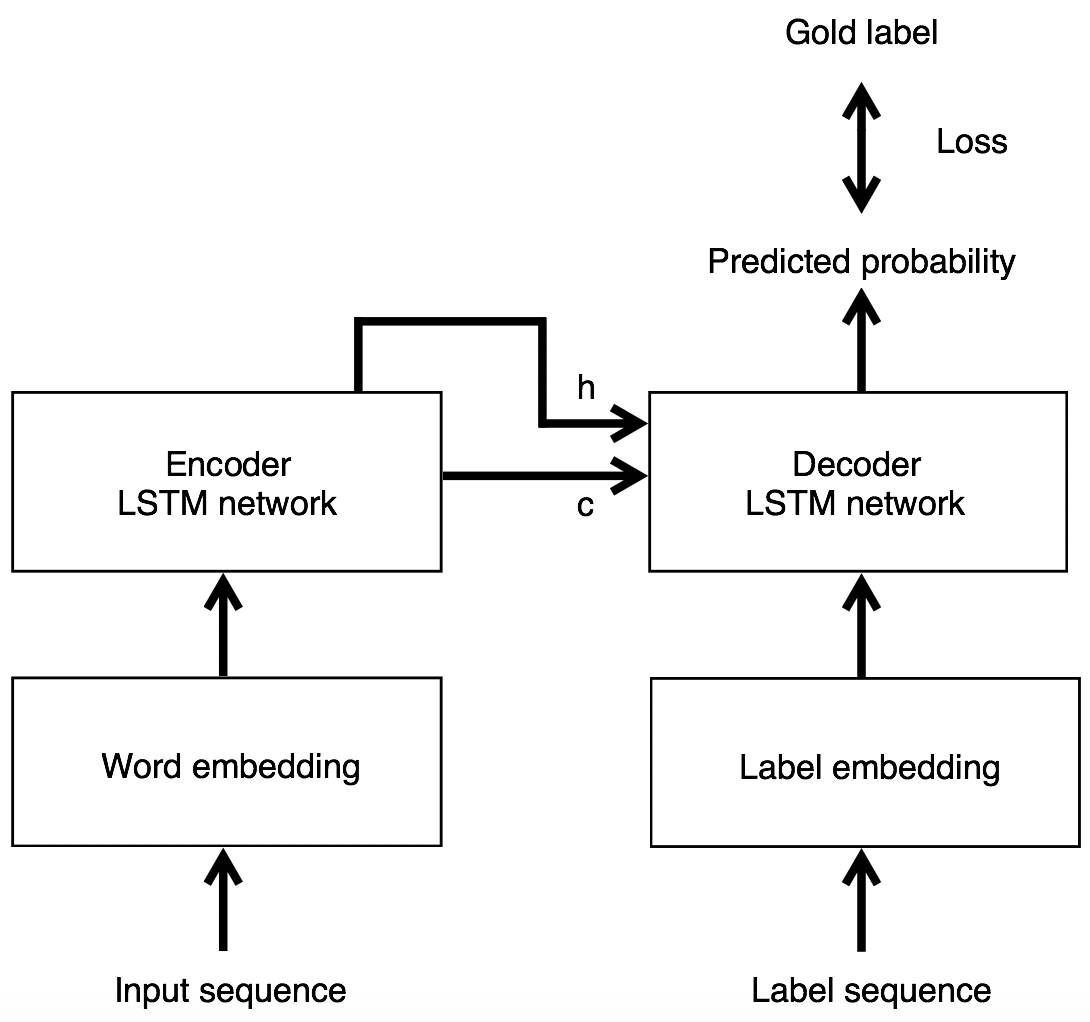 Gold label
Loss
Predicted probability
h
Encoder
LSTM network
Decoder
LSTM network
c
Word embedding
Label embedding
Input sequence
Label sequence